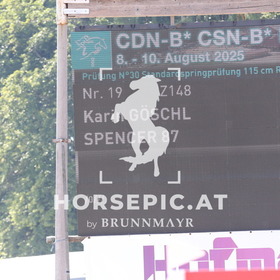 CDN-B* CSN-B*
8. - 10. August 2025
Prüfung N°30 Standardspringprüfung 115 cm
Nr. 19 Z148
GÖSCHL
SPENCER 87
HORSEPIC.AT
by BRUNNMAYR